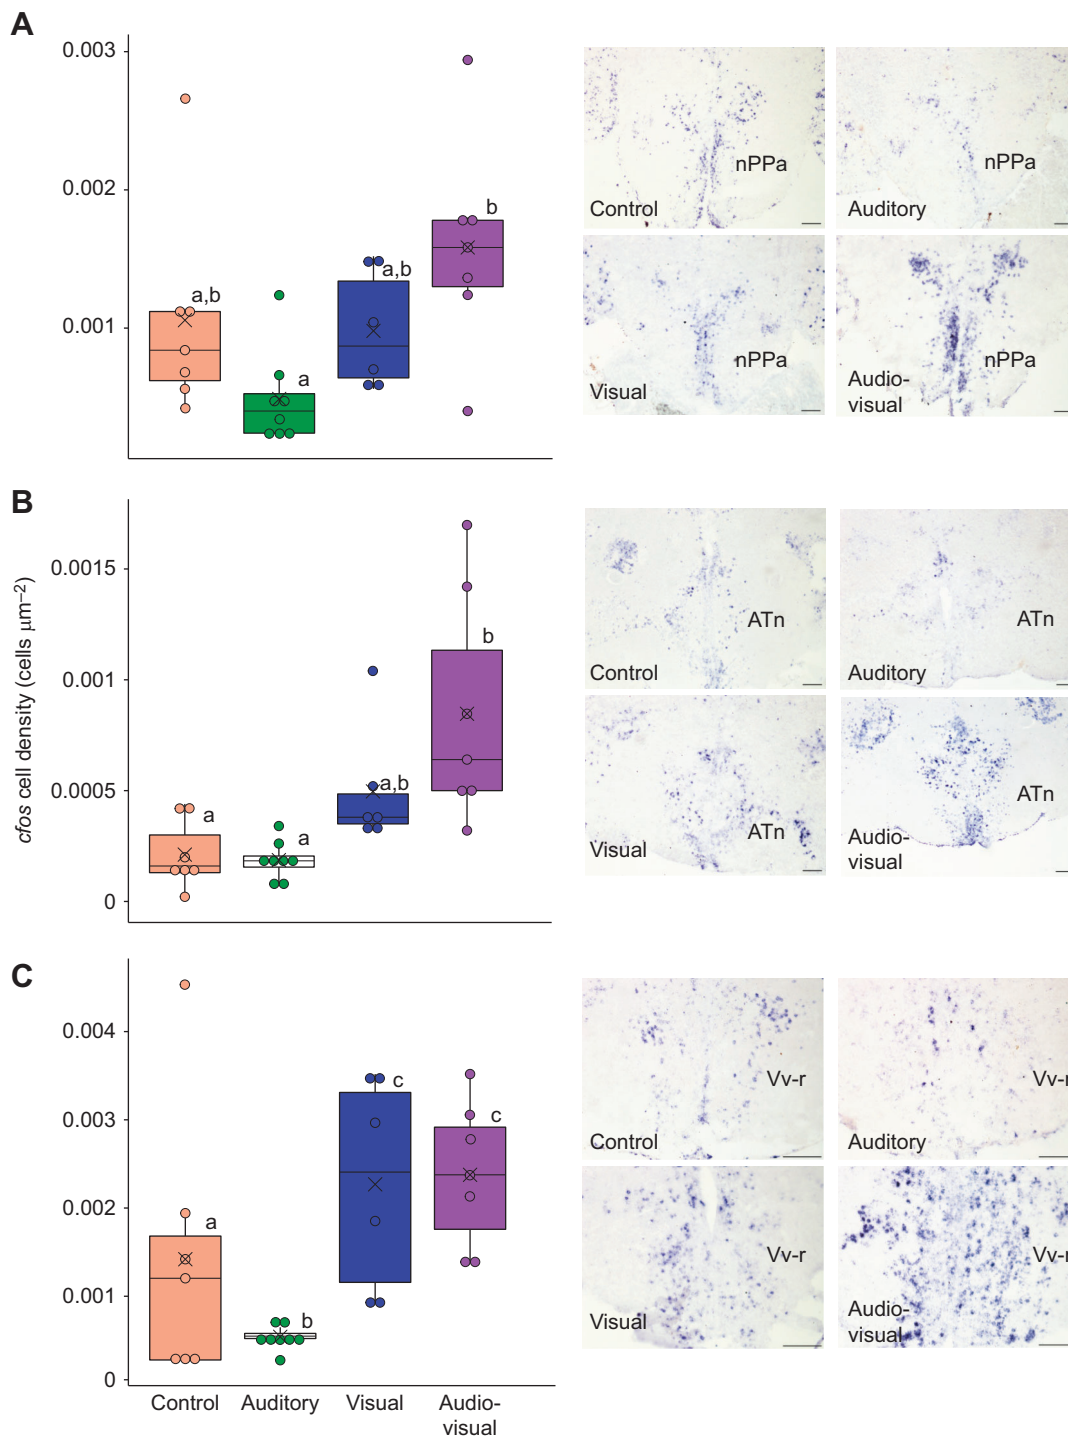 A
0.003
0.002
0.001
a,b
a
a,b
b
nPPa
Control
nPPa
Auditory
nPPa
Visual
nPPa
Audio-
visual
B
cfos cell density (cells μm⁻²)
0.0015
0.001
0.0005
0
a
a
a,b
b
ATn
Control
ATn
Auditory
ATn
Visual
ATn
Audio-
visual
C
0.004
0.003
0.002
0.001
0
a
b
c
c
Control
Auditory
Visual
Audio-
visual
Vv-r
Control
Vv-r
Auditory
Vv-r
Visual
Vv-r
Audio-
visual